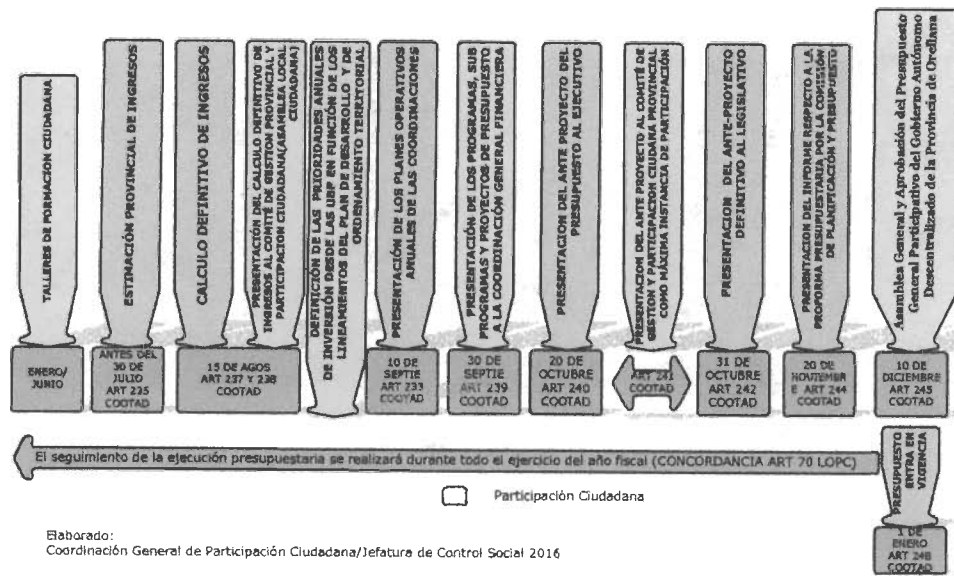 TALLERES DE FORMACION CIUDADANA
ENERO/
JUNIO
ESTIMACIÓN PROVINCIAL DE INGRESOS
ANTES DEL
30 DE
JULIO
ART 235
COOTAD
CALCULO DEFINITIVO DE INGRESOS
PRESENTACIÓN DEL CALCULO DEFINITIVO DE
INGRESOS AL COMITÉ DE GESTION PROVINCIAL Y
PARTICIPACION CIUDADANA(ASAMBLEA LOCAL
CIUDADANA)
15 DE AGOS
ART 237 Y 238
COOTAD
DEFINICIÓN DE LAS PRIORIDADES ANUALES
DE INVERSIÓN DESDE LAS UBP EN FUNCIÓN DE LOS
LINEAMIENTOS DEL PLAN DE DESARROLLO Y DE
ORDENAMIENTO TERRITORIAL
PRESENTACIÓN DE LOS PLANES OPERATIVOS
ANUALES DE LAS COORDINACIONES
10 DE
SEPTIE
ART 233
COOTAD
PRESENTACIÓN DE LOS PROGRAMAS, SUB
PROGRAMAS Y PROYECTOS DE PRESUPUESTO
A LA COORDINACIÓN GENERAL FINANCIERA
30 DE
SEPTIE
ART 239
COOTAD
PRESENTACION DEL ANTE PROYECTO DEL
PRESUPUESTO AL EJECUTIVO
20 DE
OCTUBRE
ART 240
COOTAD
PRESENTACION DEL ANTE PROYECTO AL COMITÉ DE
GESTION Y PARTICIPACION CIUDANA PROVINCIAL
COMO MÁXIMA INSTANCIA DE PARTICIPACIÓN
ART 241
COOTAD
PRESENTACION DEL ANTE-PROYECTO
DEFINITIVO AL LEGISLATIVO
31 DE
OCTUBRE
ART 242
COOTAD
PRESENTACION DEL INFORME RESPECTO A LA
PROFORMA PRESUPUESTARIA POR LA COMISIÓN
DE PLANIFICACIÓN Y PRESUPUESTO
20 DE
NOVIEMBR
E ART 244
COOTAD
Asamblea General y Aprobación del Presupuesto
General Participativo del Gobierno Autónomo
Descentralizado de la Provincia de Orellana
10 DE
DICIEMBRE
ART 245
COOTAD
El seguimiento de la ejecución presupuestaria se realizará durante todo el ejercicio del año fiscal (CONCORDANCIA ART 70 LOPC)
PRESUPUESTO
ENTRA EN
VIGENCIA
1 DE
ENERO
ART 248
COOTAD
Participación Ciudadana
Elaborado:
Coordinación General de Participación Ciudadana/Jefatura de Control Social 2016